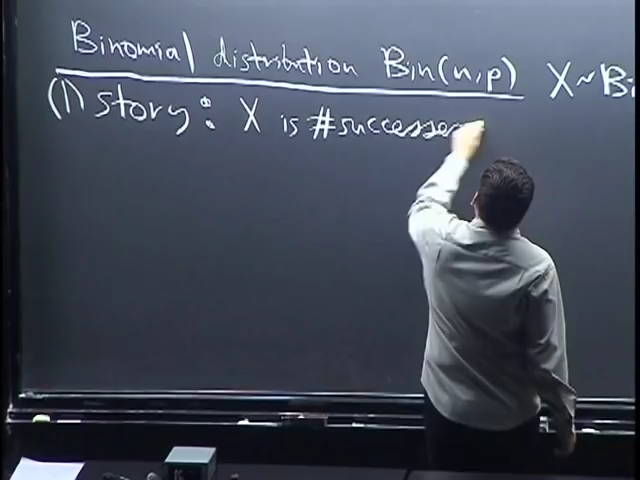 Binomial distribution Bin(n,p) X~Bi
(1) story: X is #successes